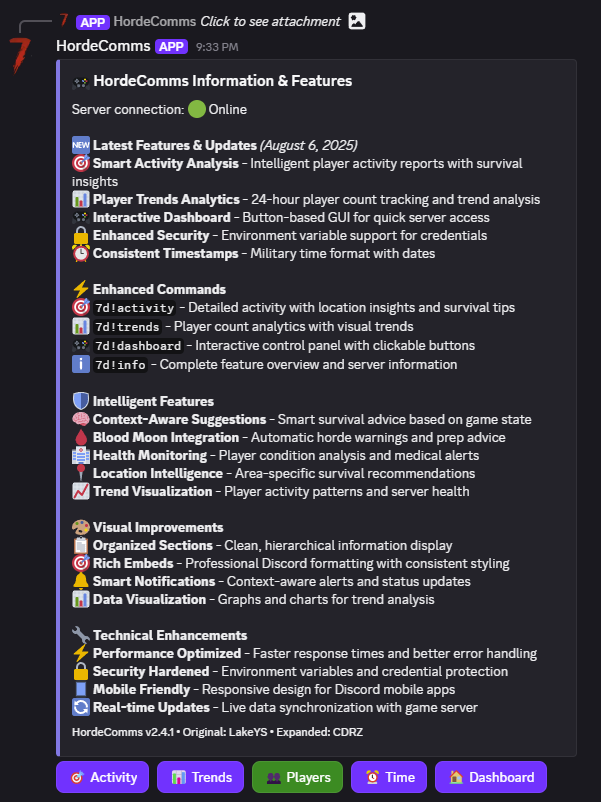 7 APP HordeComms Click to see attachment
HordeComms APP 9:33 PM
HordeComms Information & Features
Server connection: Online
NEW Latest Features & Updates (August 6, 2025)
Smart Activity Analysis - Intelligent player activity reports with survival
insights
Player Trends Analytics - 24-hour player count tracking and trend analysis
Interactive Dashboard - Button-based GUI for quick server access
Enhanced Security - Environment variable support for credentials
Consistent Timestamps - Military time format with dates
Enhanced Commands
7d!activity - Detailed activity with location insights and survival tips
7d!trends - Player count analytics with visual trends
7d!dashboard - Interactive control panel with clickable buttons
i 7d!info - Complete feature overview and server information
Intelligent Features
Context-Aware Suggestions - Smart survival advice based on game state
Blood Moon Integration - Automatic horde warnings and prep advice
Health Monitoring - Player condition analysis and medical alerts
Location Intelligence - Area-specific survival recommendations
Trend Visualization - Player activity patterns and server health
Visual Improvements
Organized Sections - Clean, hierarchical information display
Rich Embeds - Professional Discord formatting with consistent styling
Smart Notifications - Context-aware alerts and status updates
Data Visualization - Graphs and charts for trend analysis
Technical Enhancements
Performance Optimized - Faster response times and better error handling
Security Hardened - Environment variables and credential protection
Mobile Friendly - Responsive design for Discord mobile apps
Real-time Updates - Live data synchronization with game server
HordeComms v2.4.1 • Original: LakeYS • Expanded: CDRZ
Activity Trends Players Time Dashboard